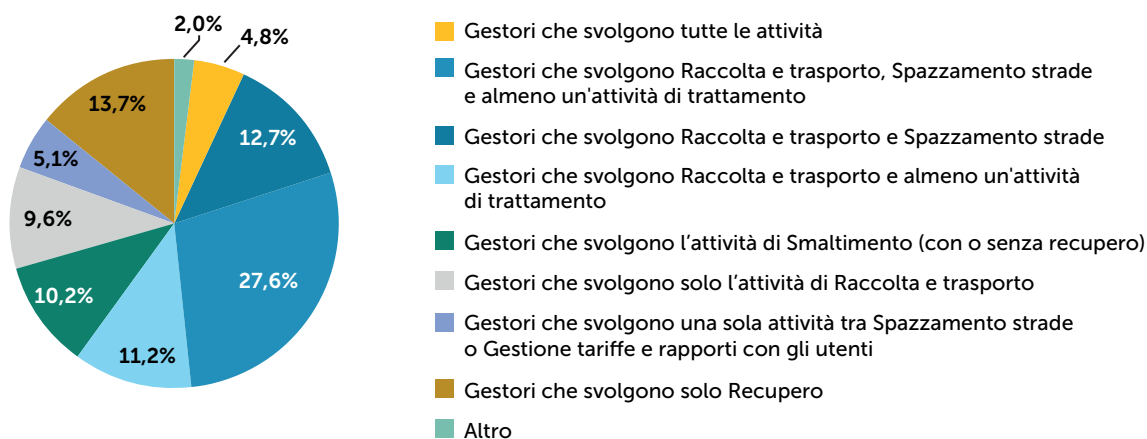 2,0%
4,8%
13,7%
12,7%
5,1%
9,6%
27,6%
10,2%
11,2%
Gestori che svolgono tutte le attività
Gestori che svolgono Raccolta e trasporto, Spazzamento strade
e almeno un'attività di trattamento
Gestori che svolgono Raccolta e trasporto e Spazzamento strade
Gestori che svolgono Raccolta e trasporto e almeno un'attività
di trattamento
Gestori che svolgono l’attività di Smaltimento (con o senza recupero)
Gestori che svolgono solo l’attività di Raccolta e trasporto
Gestori che svolgono una sola attività tra Spazzamento strade
o Gestione tariffe e rapporti con gli utenti
Gestori che svolgono solo Recupero
Altro